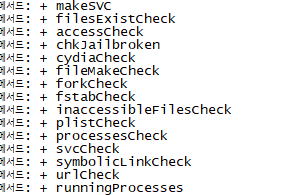 메서드: + makeSVC
메서드: + filesExistCheck
메서드: + accessCheck
메서드: + chkJailbroken
메서드: + cydiaCheck
메서드: + fileMakeCheck
메서드: + forkCheck
메서드: + fstabCheck
메서드: + inaccessibleFilesCheck
메서드: + plistCheck
메서드: + processesCheck
메서드: + svcCheck
메서드: + symbolicLinkCheck
메서드: + urlCheck
메서드: + runningProcesses